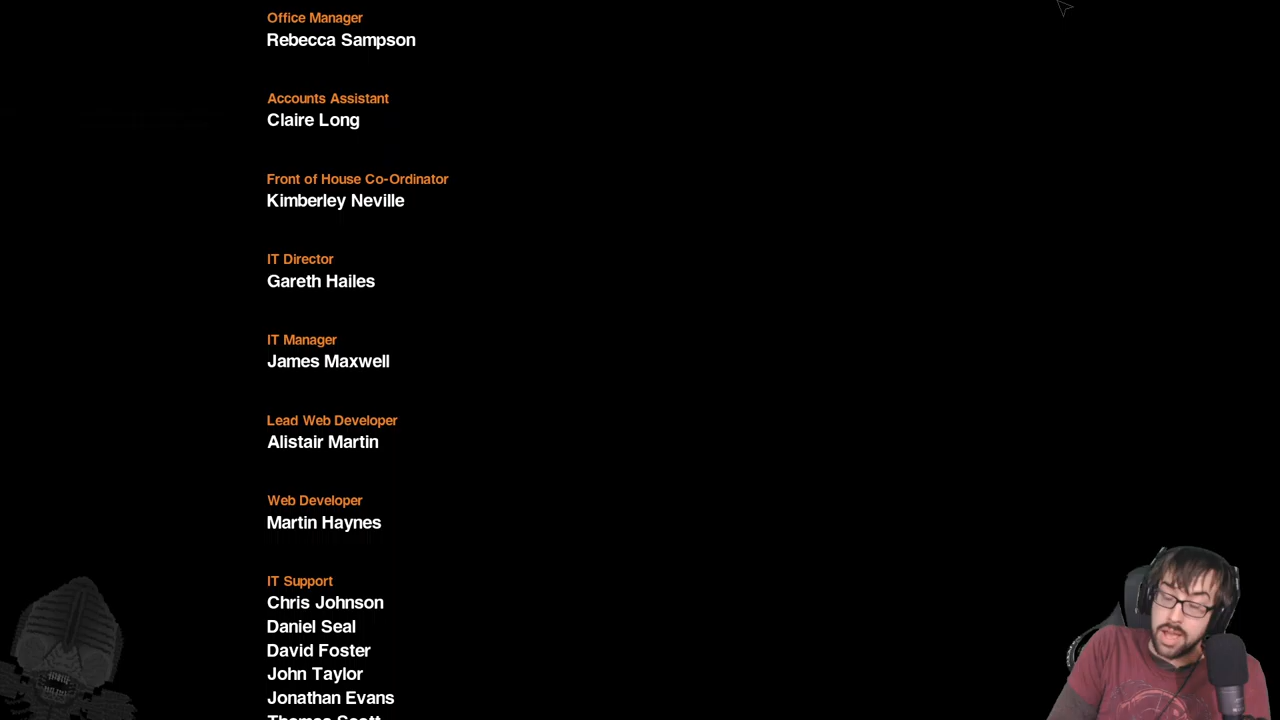 Office Manager
Rebecca Sampson
Accounts Assistant
Claire Long
Front of House Co-Ordinator
Kimberley Neville
IT Director
Gareth Hailes
IT Manager
James Maxwell
Lead Web Developer
Alistair Martin
Web Developer
Martin Haynes
IT Support
Chris Johnson
Daniel Seal
David Foster
John Taylor
Jonathan Evans
Thomas Scott